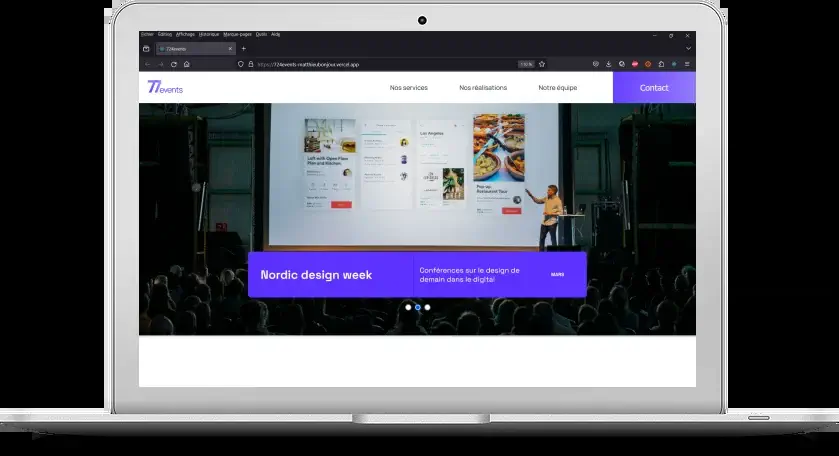 Fichier Édition Affichage Historique Marque-pages Outils Aide
724events
https://724events-matthieubonjour.vercel.app
77events
Nos services
Nos réalisations
Notre équipe
Contact
Los Angeles
Loft with Open Floor
Plan and Kitchen.
Pop-up
Restaurant Tour
Nordic design week
Conférences sur le design de
demain dans le digital
MARS